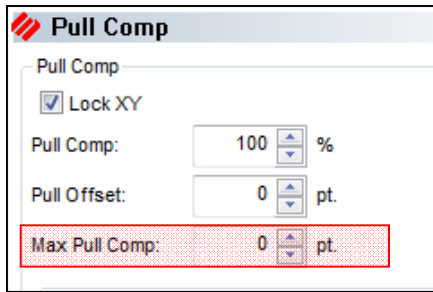 Pull Comp
Pull Comp
Lock XY
Pull Comp: 100 %
Pull Offset: 0 pt.
Max Pull Comp: 0 pt.